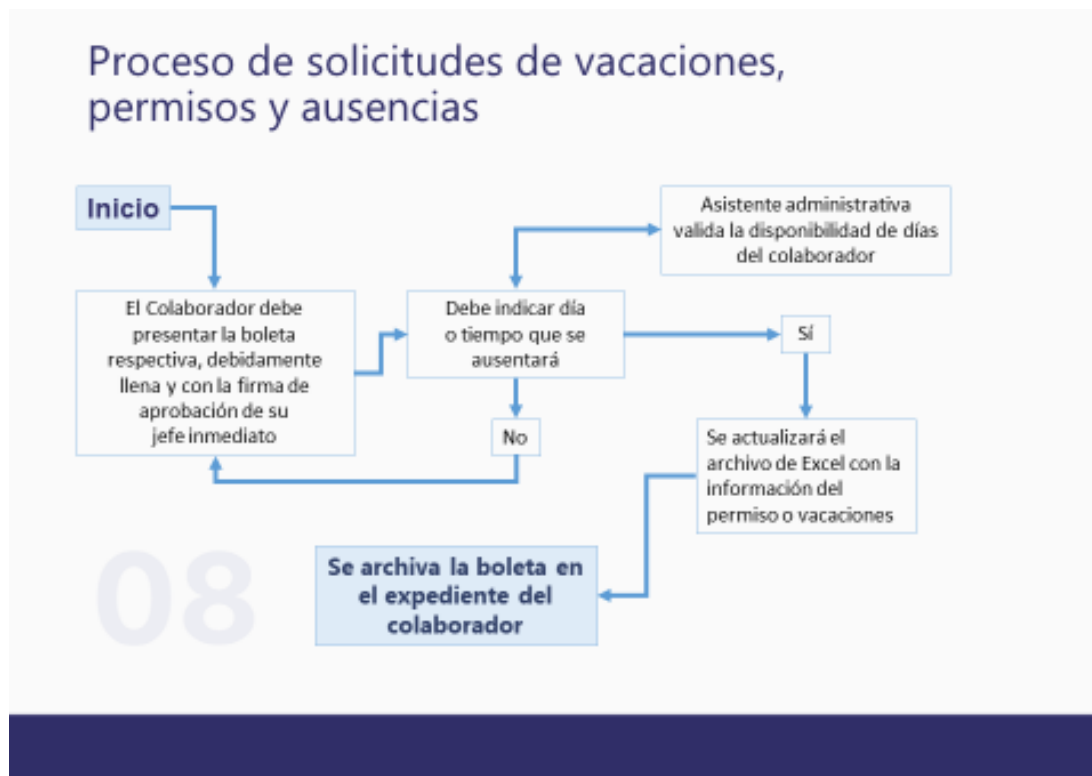 Proceso de solicitudes de vacaciones,
permisos y ausencias
Inicio
Asistente administrativa
valida la disponibilidad de días
del colaborador
El Colaborador debe
presentar la boleta
respectiva, debidamente
llena y con la firma de
aprobación de su
jefe inmediato
Debe indicar día
o tiempo que se
ausentará
Sí
No
Se actualizará el
archivo de Excel con la
información del
permiso o vacaciones
Se archiva la boleta en
el expediente del
colaborador
08